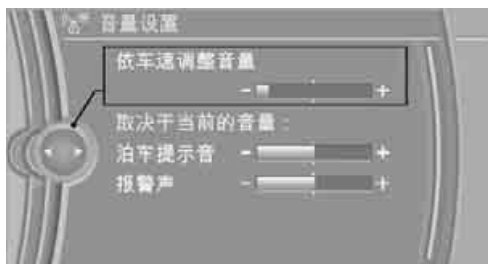 音量设置
依车速调整音量
- +
取决于当前的音量：
泊车提示音 - +
报警声 - +